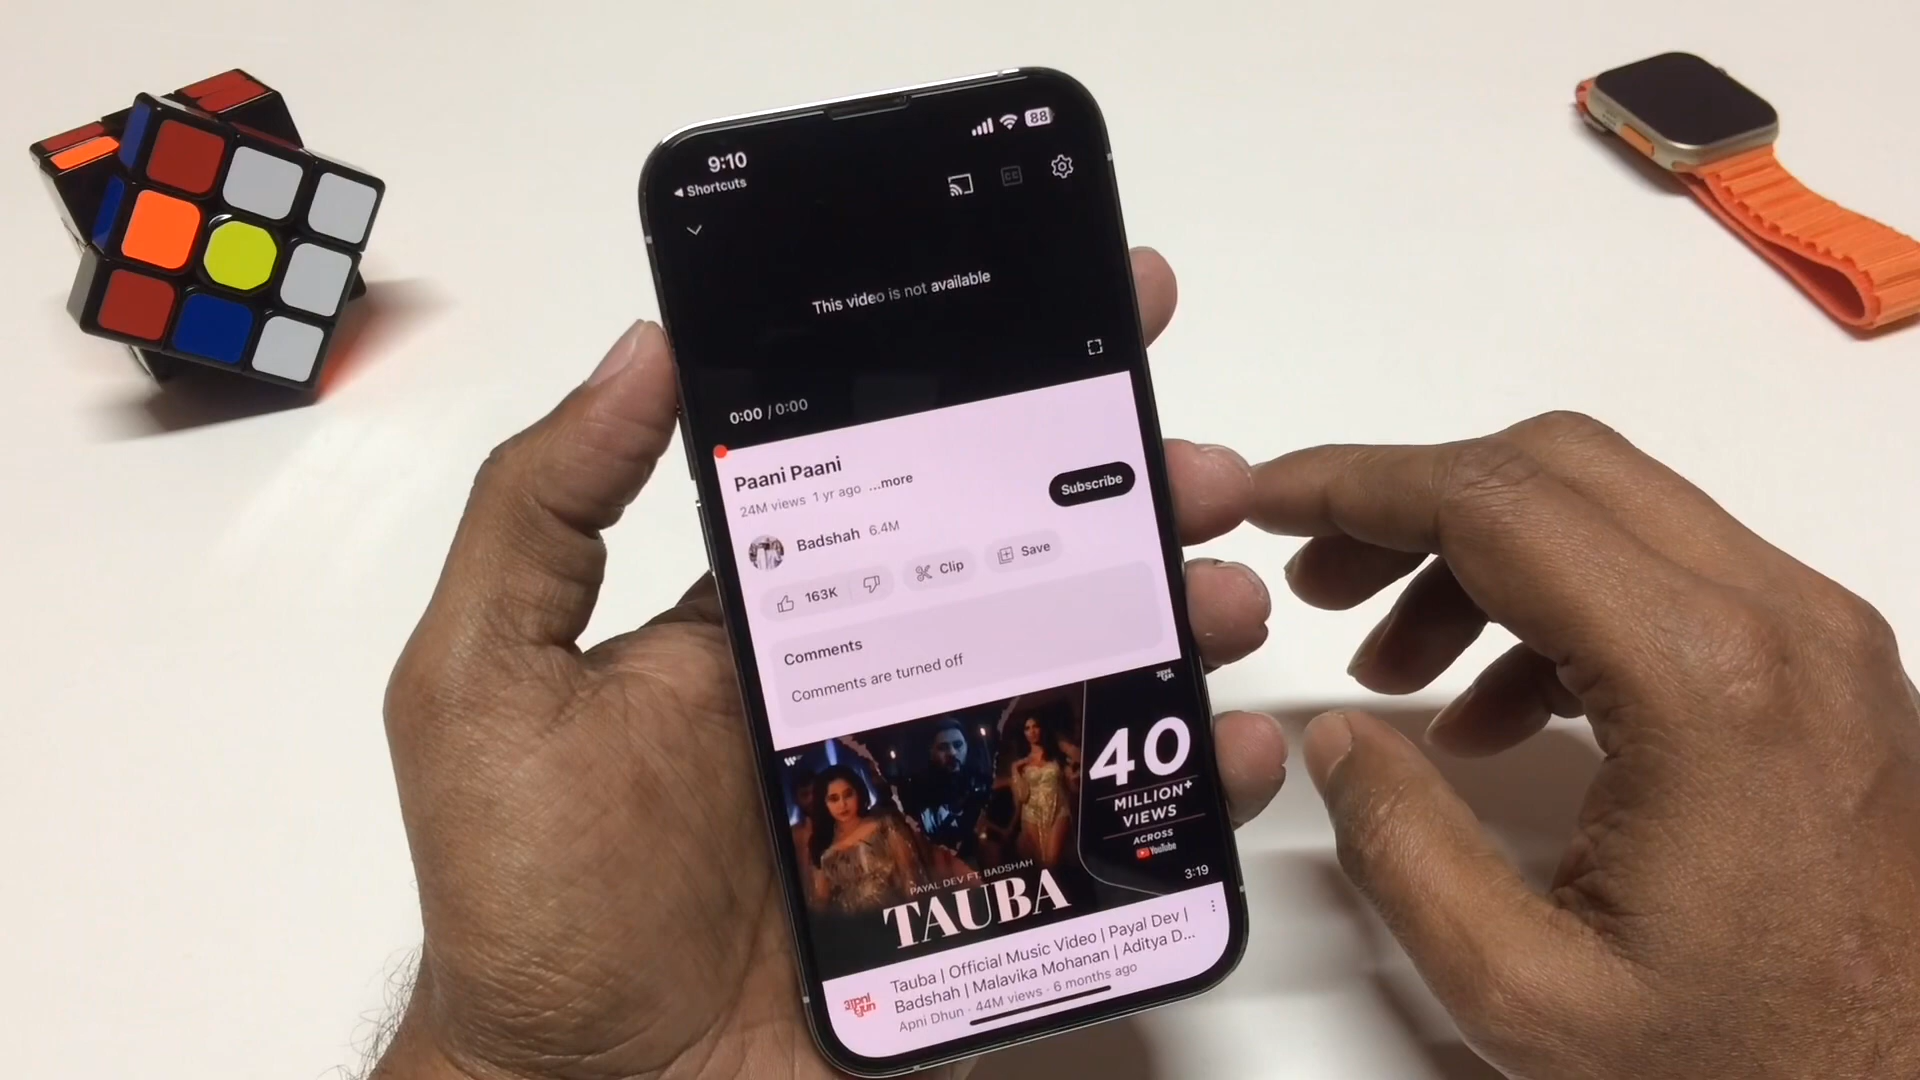 9:10
88
◀ Shortcuts
CC
This video is not available
0:00 / 0:00
Paani Paani
24M views 1 yr ago ...more
Subscribe
Badshah 6.4M
163K
Clip
Save
Comments
Comments are turned off
40
MILLION+
VIEWS
ACROSS
YouTube
PAYAL DEV FT. BADSHAH
TAUBA
3:19
Tauba | Official Music Video | Payal Dev |
Badshah | Malavika Mohanan | Aditya D...
Apni Dhun · 44M views · 6 months ago